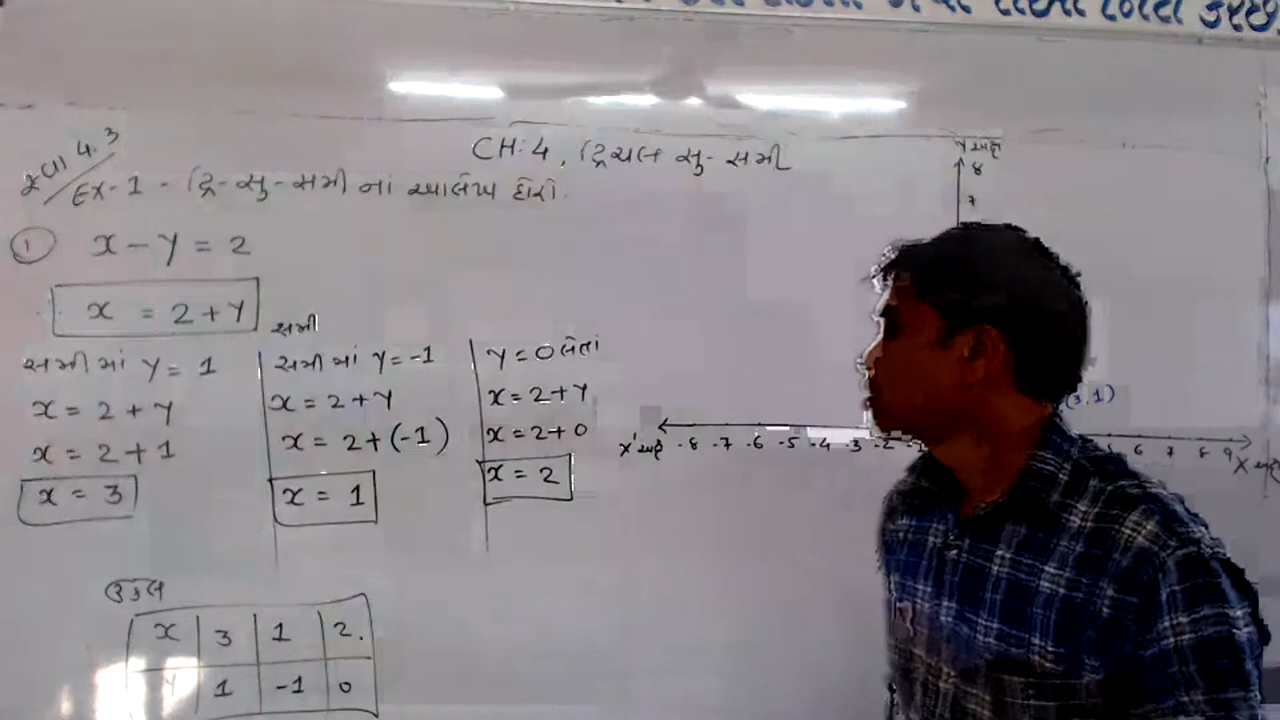 CH:4, દ્વિચલ સુ-સમી
સ્વા 4.3
Ex-1 - દ્વિ-સુ-સમી નાં આલેખ દોરો.
① x - y = 2
x = 2 + y
સમીમાં y = 1
x = 2 + y
x = 2 + 1
x = 3
સમી
સમીમાં y = -1
x = 2 + y
x = 2 + (-1)
x = 1
y = 0 લેતાં
x = 2 + y
x = 2 + 0
x = 2
ઉકેલ
x 3 1 2.
y 1 -1 0
y અક્ષ
8
7
(3,1)
X' અક્ષ -8 -7 -6 -5 -4 -3 -2 -1 6 7 8 9 X